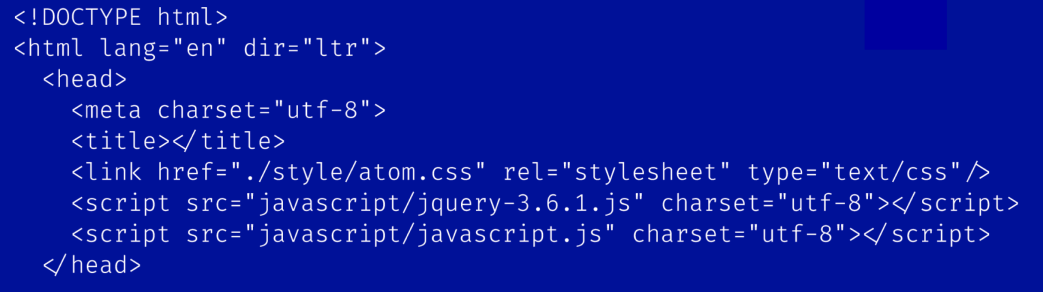 <!DOCTYPE html>
<html lang="en" dir="ltr">
  <head>
    <meta charset="utf-8">
    <title></title>
    <link href="./style/atom.css" rel="stylesheet" type="text/css"/>
    <script src="javascript/jquery-3.6.1.js" charset="utf-8"></script>
    <script src="javascript/javascript.js" charset="utf-8"></script>
  </head>